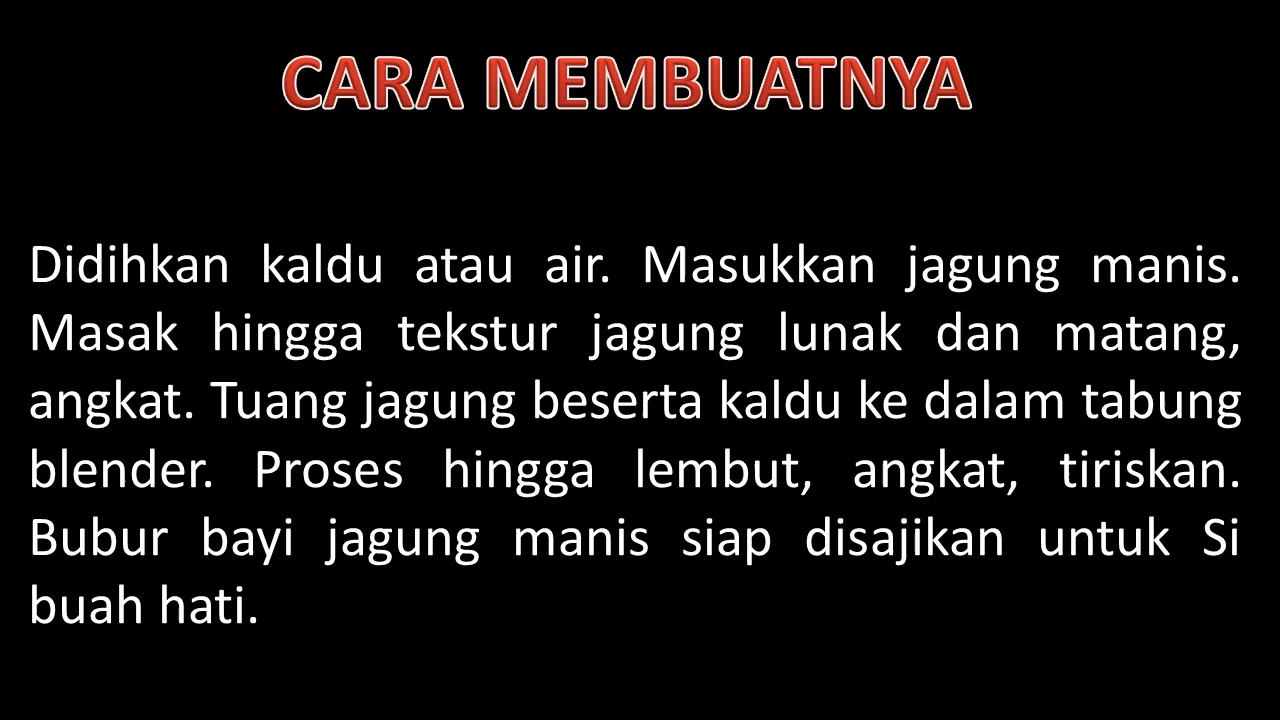 CARA MEMBUATNYA
Didihkan kaldu atau air. Masukkan jagung manis.
Masak hingga tekstur jagung lunak dan matang,
angkat. Tuang jagung beserta kaldu ke dalam tabung
blender. Proses hingga lembut, angkat, tiriskan.
Bubur bayi jagung manis siap disajikan untuk Si
buah hati.